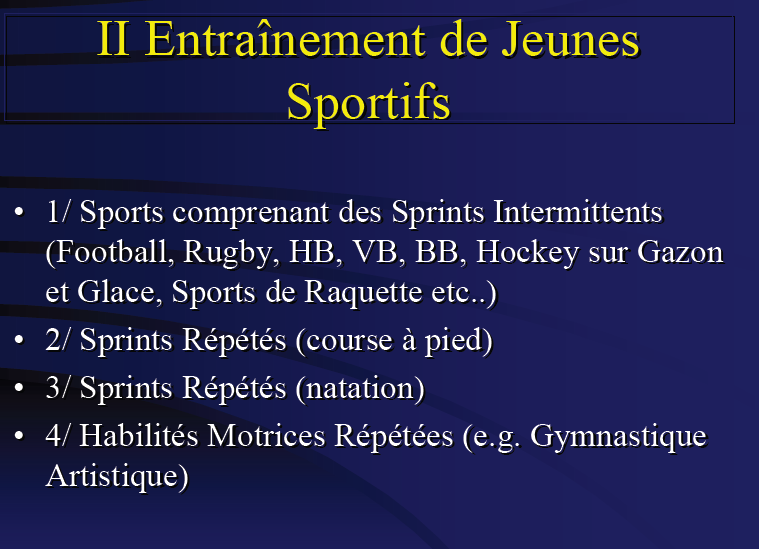 II Entraînement de Jeunes
Sportifs
• 1/ Sports comprenant des Sprints Intermittents
(Football, Rugby, HB, VB, BB, Hockey sur Gazon
et Glace, Sports de Raquette etc..)
• 2/ Sprints Répétés (course à pied)
• 3/ Sprints Répétés (natation)
• 4/ Habilités Motrices Répétées (e.g. Gymnastique
Artistique)